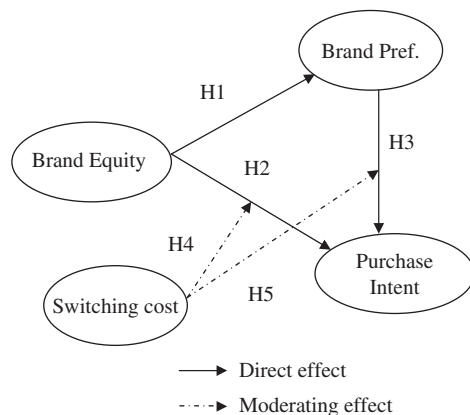 Brand Pref.
H1
H3
Brand Equity
H2
H4
Purchase
Intent
Switching cost
H5
Direct effect
Moderating effect